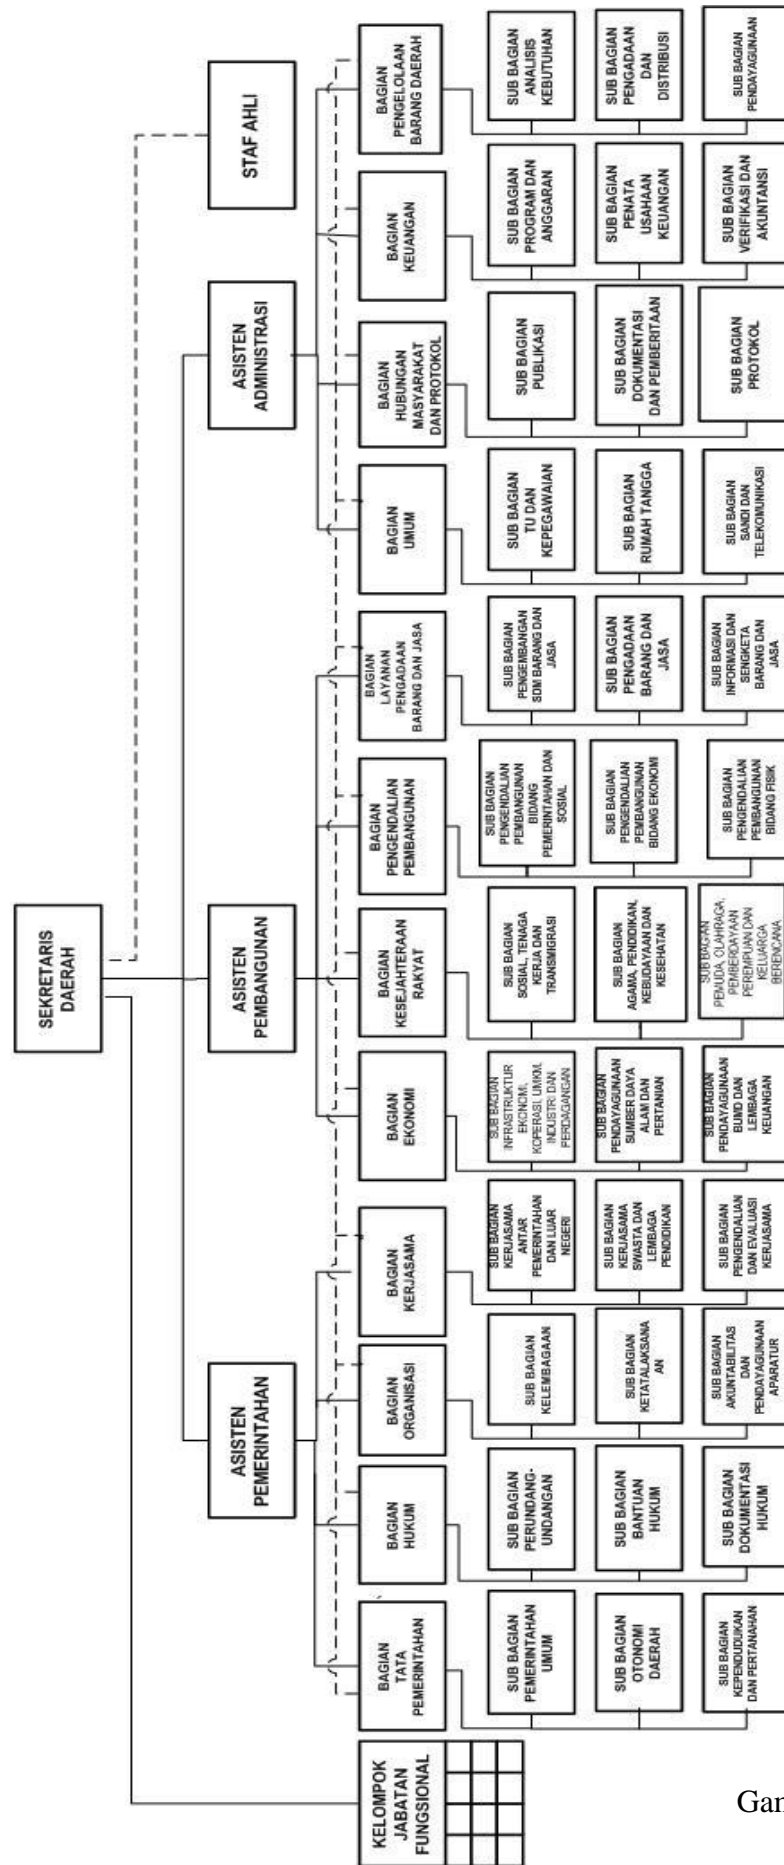 SEKRETARIS
DAERAH
STAF AHLI
ASISTEN
PEMERINTAHAN
ASISTEN
PEMBANGUNAN
ASISTEN
ADMINISTRASI
KELOMPOK
JABATAN
FUNGSIONAL
BAGIAN
TATA
PEMERINTAHAN
BAGIAN
HUKUM
BAGIAN
ORGANISASI
BAGIAN
KERJASAMA
BAGIAN
EKONOMI
BAGIAN
KESEJAHTERAAN
RAKYAT
BAGIAN
PENGENDALIAN
PEMBANGUNAN
BAGIAN
LAYANAN
PENGADAAN
BARANG DAN JASA
BAGIAN
UMUM
BAGIAN
HUBUNGAN
MASYARAKAT
DAN PROTOKOL
BAGIAN
KEUANGAN
BAGIAN
PENGELOLAAN
BARANG DAERAH
SUB BAGIAN
PEMERINTAHAN
UMUM
SUB BAGIAN
PERUNDANG-
UNDANGAN
SUB BAGIAN
KELEMBAGAAN
SUB BAGIAN
KERJASAMA
ANTAR
PEMERINTAHAN
DAN LUAR
NEGERI
SUB BAGIAN
INFRASTRUKTUR
EKONOMI,
KOPERASI, UMKM,
INDUSTRI DAN
PERDAGANGAN
SUB BAGIAN
SOSIAL, TENAGA
KERJA DAN
TRANSMIGRASI
SUB BAGIAN
PENGENDALIAN
PEMBANGUNAN
BIDANG
PEMERINTAHAN DAN
SOSIAL
SUB BAGIAN
PENGEMBANGAN
SDM BARANG DAN
JASA
SUB BAGIAN
TU DAN
KEPEGAWAIAN
SUB BAGIAN
PUBLIKASI
SUB BAGIAN
PROGRAM DAN
ANGGARAN
SUB BAGIAN
ANALISIS
KEBUTUHAN
SUB BAGIAN
OTONOMI
DAERAH
SUB BAGIAN
BANTUAN
HUKUM
SUB BAGIAN
KETATALAKSANA
AN
SUB BAGIAN
KERJASAMA
SWASTA DAN
LEMBAGA
PENDIDIKAN
SUB BAGIAN
PENDAYAGUNAAN
SUMBER DAYA
ALAM DAN
PERTANIAN
SUB BAGIAN
AGAMA, PENDIDIKAN,
KEBUDAYAAN DAN
KESEHATAN
SUB BAGIAN
PENGENDALIAN
PEMBANGUNAN
BIDANG EKONOMI
SUB BAGIAN
PENGADAAN
BARANG DAN
JASA
SUB BAGIAN
RUMAH TANGGA
SUB BAGIAN
DOKUMENTASI
DAN PEMBERITAAN
SUB BAGIAN
PENATA
USAHAAN
KEUANGAN
SUB BAGIAN
PENGADAAN
DAN
DISTRIBUSI
SUB BAGIAN
KEPENDUDUKAN
DAN PERTANAHAN
SUB BAGIAN
DOKUMENTASI
HUKUM
SUB BAGIAN
AKUNTABILITAS
DAN
PENDAYAGUNAAN
APARATUR
SUB BAGIAN
PENGENDALIAN
DAN EVALUASI
KERJASAMA
SUB BAGIAN
PENDAYAGUNAAN
BUMD DAN
LEMBAGA
KEUANGAN
SUB BAGIAN
PEMUDA, OLAHRAGA,
PEMBERDAYAAN
PEREMPUAN DAN
KELUARGA
BERENCANA
SUB BAGIAN
PENGENDALIAN
PEMBANGUNAN
BIDANG FISIK
SUB BAGIAN
INFORMASI DAN
SENGKETA
BARANG DAN
JASA
SUB BAGIAN
SANDI DAN
TELEKOMUNIKASI
SUB BAGIAN
PROTOKOL
SUB BAGIAN
VERIFIKASI DAN
AKUNTANSI
SUB BAGIAN
PENDAYAGUNAAN
Gan